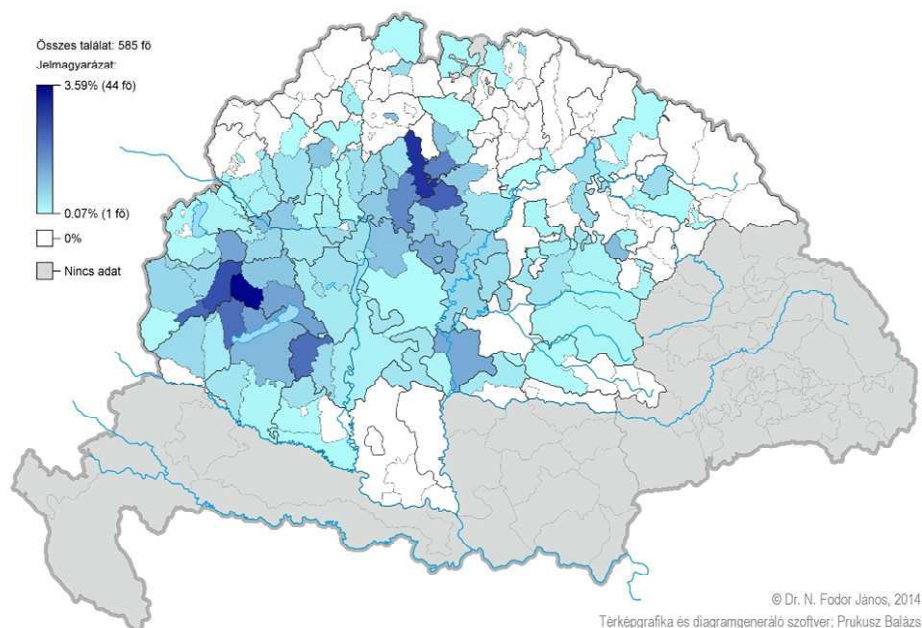 Összes találat: 585 fő
Jelmagyarázat:
3.59% (44 fő)
0.07% (1 fő)
0%
Nincs adat
© Dr. N. Fodor János, 2014
Térképgrafika és diagramgeneráló szoftver: Prukusz Balázs